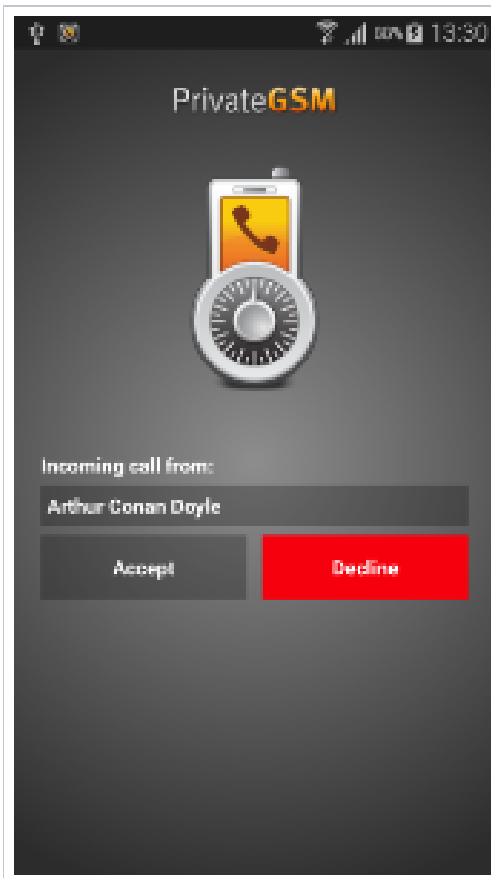 13:30
PrivateGSM
Incoming call from:
Arthur Conan Doyle
Accept
Decline